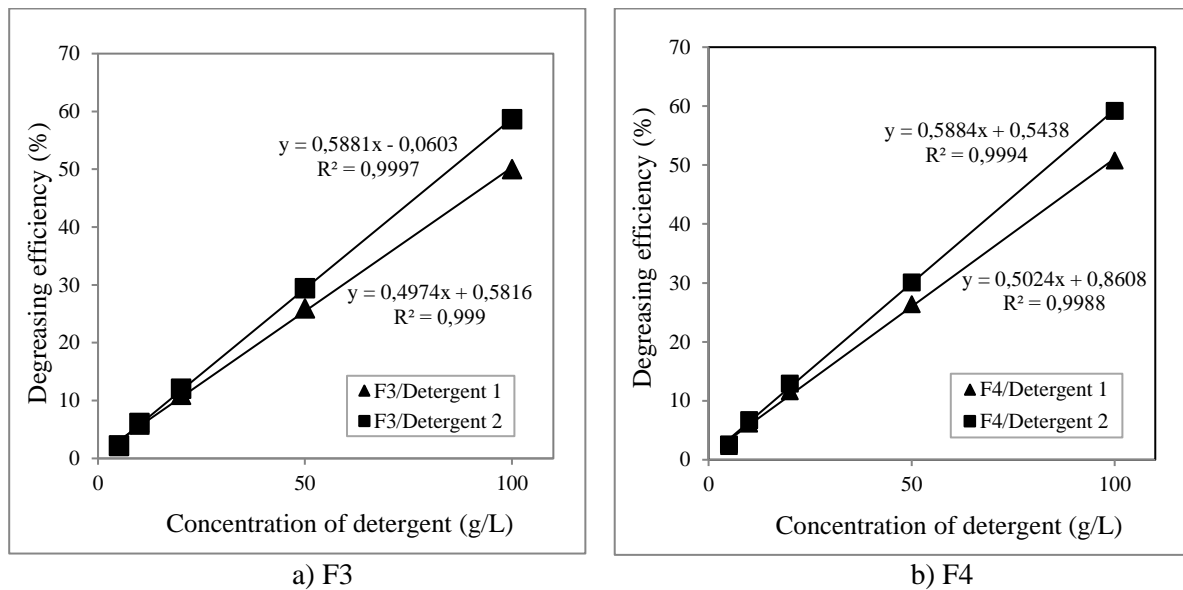 70
60
50
40
30
20
10
0
0
50
100
Degreasing efficiency (%)
Concentration of detergent (g/L)
y = 0,5881x - 0,0603
R² = 0,9997
y = 0,4974x + 0,5816
R² = 0,999
F3/Detergent 1
F3/Detergent 2
a) F3
70
60
50
40
30
20
10
0
0
50
100
Degreasing efficiency (%)
Concentration of detergent (g/L)
y = 0,5884x + 0,5438
R² = 0,9994
y = 0,5024x + 0,8608
R² = 0,9988
F4/Detergent 1
F4/Detergent 2
b) F4